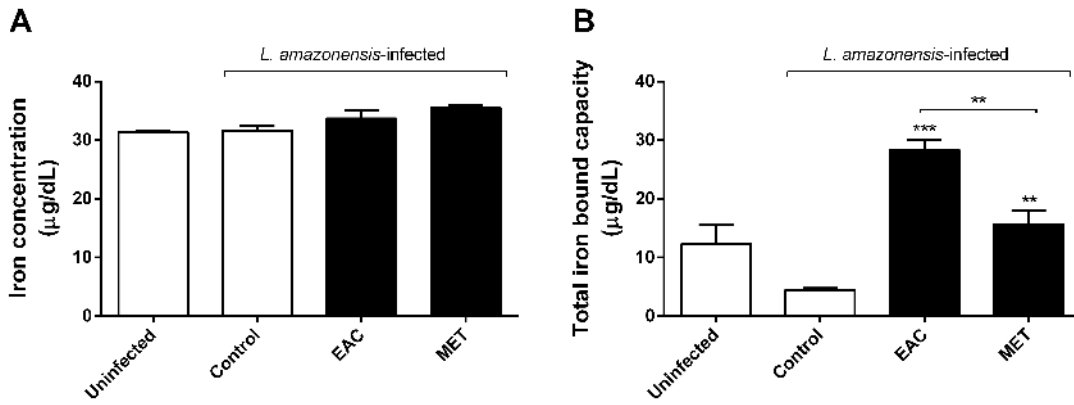 A
L. amazonensis-infected
Iron concentration
(µg/dL)
40
30
20
10
0
Uninfected
Control
EAC
MET
B
L. amazonensis-infected
Total iron bound capacity
(µg/dL)
40
30
20
10
0
**
***
**
Uninfected
Control
EAC
MET